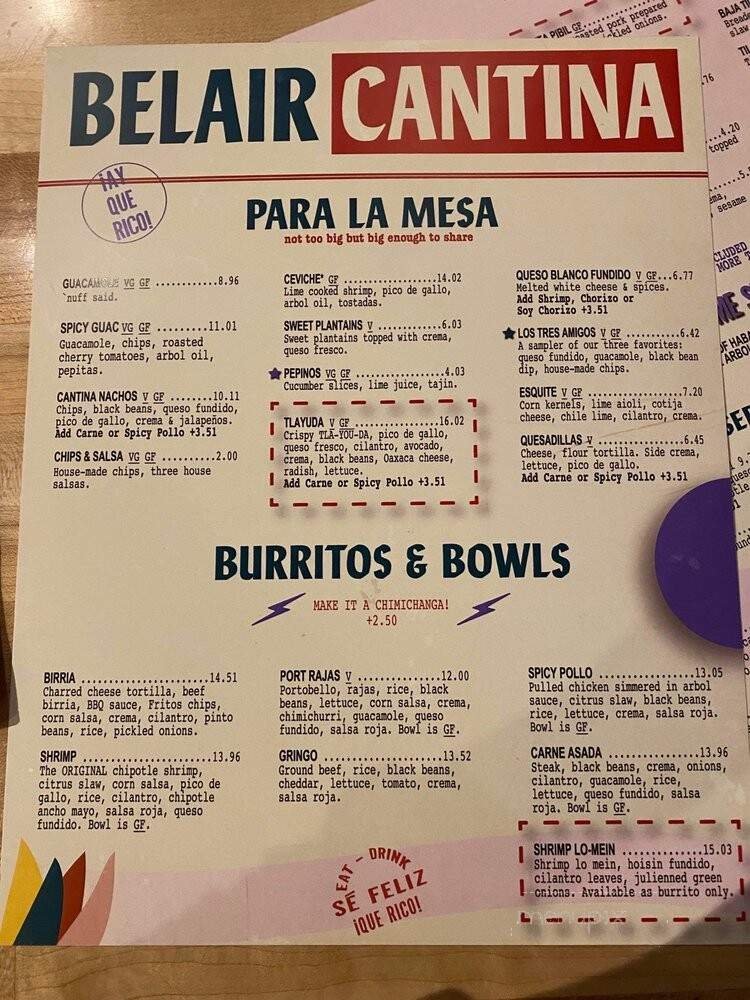 BELAIR CANTINA
¡AY
QUE
RICO!
PARA LA MESA
not too big but big enough to share
GUACAMOLE VG GF ............8.96
`nuff said.
SPICY GUAC VG GF ..........11.01
Guacamole, chips, roasted
cherry tomatoes, arbol oil,
pepitas.
CANTINA NACHOS V GF .......10.11
Chips, black beans, queso fundido,
pico de gallo, crema & jalapeños.
Add Carne or Spicy Pollo +3.51
CHIPS & SALSA VG GF ..........2.00
House-made chips, three house
salsas.
CEVICHE* GF ................14.02
Lime cooked shrimp, pico de gallo,
arbol oil, tostadas.
SWEET PLANTAINS V ...........6.03
Sweet plantains topped with crema,
queso fresco.
PEPINOS VG GF ................4.03
Cucumber slices, lime juice, tajin.
TLAYUDA V GF ...............16.02
Crispy TLA-YOU-DA, pico de gallo,
queso fresco, cilantro, avocado,
crema, black beans, Oaxaca cheese,
radish, lettuce.
Add Carne or Spicy Pollo +3.51
QUESO BLANCO FUNDIDO V GF...6.77
Melted white cheese & spices.
Add Shrimp, Chorizo or
Soy Chorizo +3.51
LOS TRES AMIGOS V GF ........6.42
A sampler of our three favorites:
queso fundido, guacamole, black bean
dip, house-made chips.
ESQUITE V GF ................7.20
Corn kernels, lime aioli, cotija
cheese, chile lime, cilantro, crema.
QUESADILLAS V ...............6.45
Cheese, flour tortilla. Side crema,
lettuce, pico de gallo.
Add Carne or Spicy Pollo +3.51
BURRITOS & BOWLS
MAKE IT A CHIMICHANGA!
+2.50
BIRRIA .....................14.51
Charred cheese tortilla, beef
birria, BBQ sauce, Fritos chips,
corn salsa, crema, cilantro, pinto
beans, rice, pickled onions.
SHRIMP .....................13.96
The ORIGINAL chipotle shrimp,
citrus slaw, corn salsa, pico de
gallo, rice, cilantro, chipotle
ancho mayo, salsa roja, queso
fundido. Bowl is GF.
PORT RAJAS V ...............12.00
Portobello, rajas, rice, black
beans, lettuce, corn salsa, crema,
chimichurri, guacamole, queso
fundido, salsa roja. Bowl is GF.
GRINGO .....................13.52
Ground beef, rice, black beans,
cheddar, lettuce, tomato, crema,
salsa roja.
SPICY POLLO ................13.05
Pulled chicken simmered in arbol
sauce, citrus slaw, black beans,
rice, lettuce, crema, salsa roja.
Bowl is GF.
CARNE ASADA ................13.96
Steak, black beans, crema, onions,
cilantro, guacamole, rice,
lettuce, queso fundido, salsa
roja. Bowl is GF.
SHRIMP LO-MEIN .............15.03
Shrimp lo mein, hoisin fundido,
cilantro leaves, julienned green
onions. Available as burrito only.
EAT - DRINK
SÉ FELIZ
¡QUE RICO!
PIBIL GF
pork prepared
onions.
4.20
topped
sesame